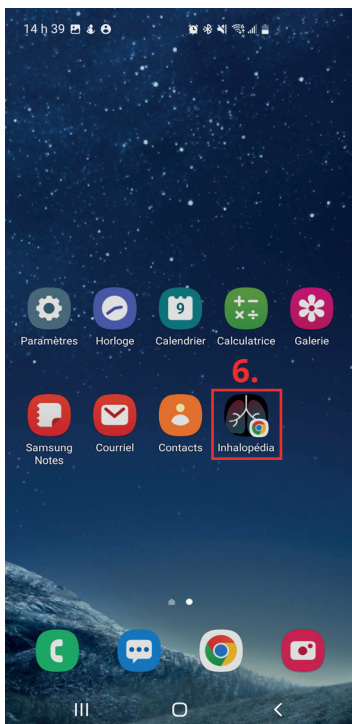 14 h 39
9
Paramètres Horloge Calendrier Calculatrice Galerie
6.
Samsung Notes Courriel Contacts Inhalopédia